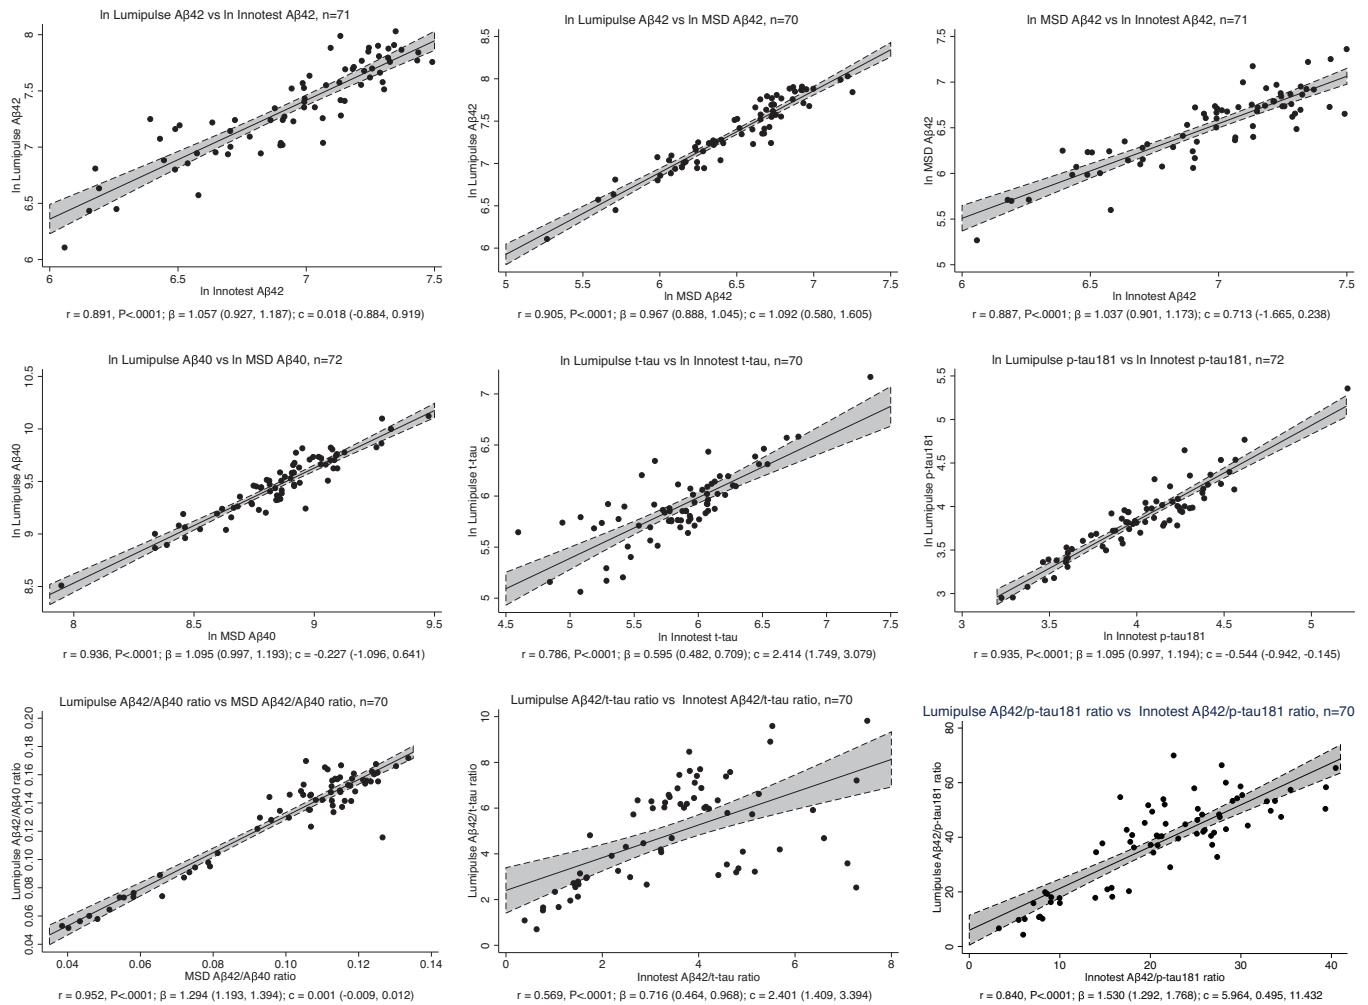 ln Lumipulse Aβ42 vs ln Innotest Aβ42, n=71
ln Lumipulse Aβ42
8
7.5
7
6.5
6
6 6.5 7 7.5
ln Innotest Aβ42
r = 0.891, P<.0001; β = 1.057 (0.927, 1.187); c = 0.018 (-0.884, 0.919)
ln Lumipulse Aβ42 vs ln MSD Aβ42, n=70
ln Lumipulse Aβ42
8.5
8
7.5
7
6.5
6
5 5.5 6 6.5 7 7.5
ln MSD Aβ42
r = 0.905, P<.0001; β = 0.967 (0.888, 1.045); c = 1.092 (0.580, 1.605)
ln MSD Aβ42 vs ln Innotest Aβ42, n=71
ln MSD Aβ42
7.5
7
6.5
6
5.5
5
6 6.5 7 7.5
ln Innotest Aβ42
r = 0.887, P<.0001; β = 1.037 (0.901, 1.173); c = 0.713 (-1.665, 0.238)
ln Lumipulse Aβ40 vs ln MSD Aβ40, n=72
ln Lumipulse Aβ40
10.5
10
9.5
9
8.5
8 8.5 9 9.5
ln MSD Aβ40
r = 0.936, P<.0001; β = 1.095 (0.997, 1.193); c = -0.227 (-1.096, 0.641)
ln Lumipulse t-tau vs ln Innotest t-tau, n=70
ln Lumipulse t-tau
7
6.5
6
5.5
5
4.5 5 5.5 6 6.5 7 7.5
ln Innotest t-tau
r = 0.786, P<.0001; β = 0.595 (0.482, 0.709); c = 2.414 (1.749, 3.079)
ln Lumipulse p-tau181 vs ln Innotest p-tau181, n=72
ln Lumipulse p-tau181
5.5
5
4.5
4
3.5
3
3 3.5 4 4.5 5
ln Innotest p-tau181
r = 0.935, P<.0001; β = 1.095 (0.997, 1.194); c = -0.544 (-0.942, -0.145)
Lumipulse Aβ42/Aβ40 ratio vs MSD Aβ42/Aβ40 ratio, n=70
Lumipulse Aβ42/Aβ40 ratio
0.20
0.18
0.16
0.14
0.12
0.10
0.08
0.06
0.04
0.04 0.06 0.08 0.10 0.12 0.14
MSD Aβ42/Aβ40 ratio
r = 0.952, P<.0001; β = 1.294 (1.193, 1.394); c = 0.001 (-0.009, 0.012)
Lumipulse Aβ42/t-tau ratio vs Innotest Aβ42/t-tau ratio, n=70
Lumipulse Aβ42/t-tau ratio
10
8
6
4
2
0
0 2 4 6 8
Innotest Aβ42/t-tau ratio
r = 0.569, P<.0001; β = 0.716 (0.464, 0.968); c = 2.401 (1.409, 3.394)
Lumipulse Aβ42/p-tau181 ratio vs Innotest Aβ42/p-tau181 ratio, n=70
Lumipulse Aβ42/p-tau181 ratio
80
60
40
20
0
0 10 20 30 40
Innotest Aβ42/p-tau181 ratio
r = 0.840, P<.0001; β = 1.530 (1.292, 1.768); c = 5.964, 0.495, 11.432